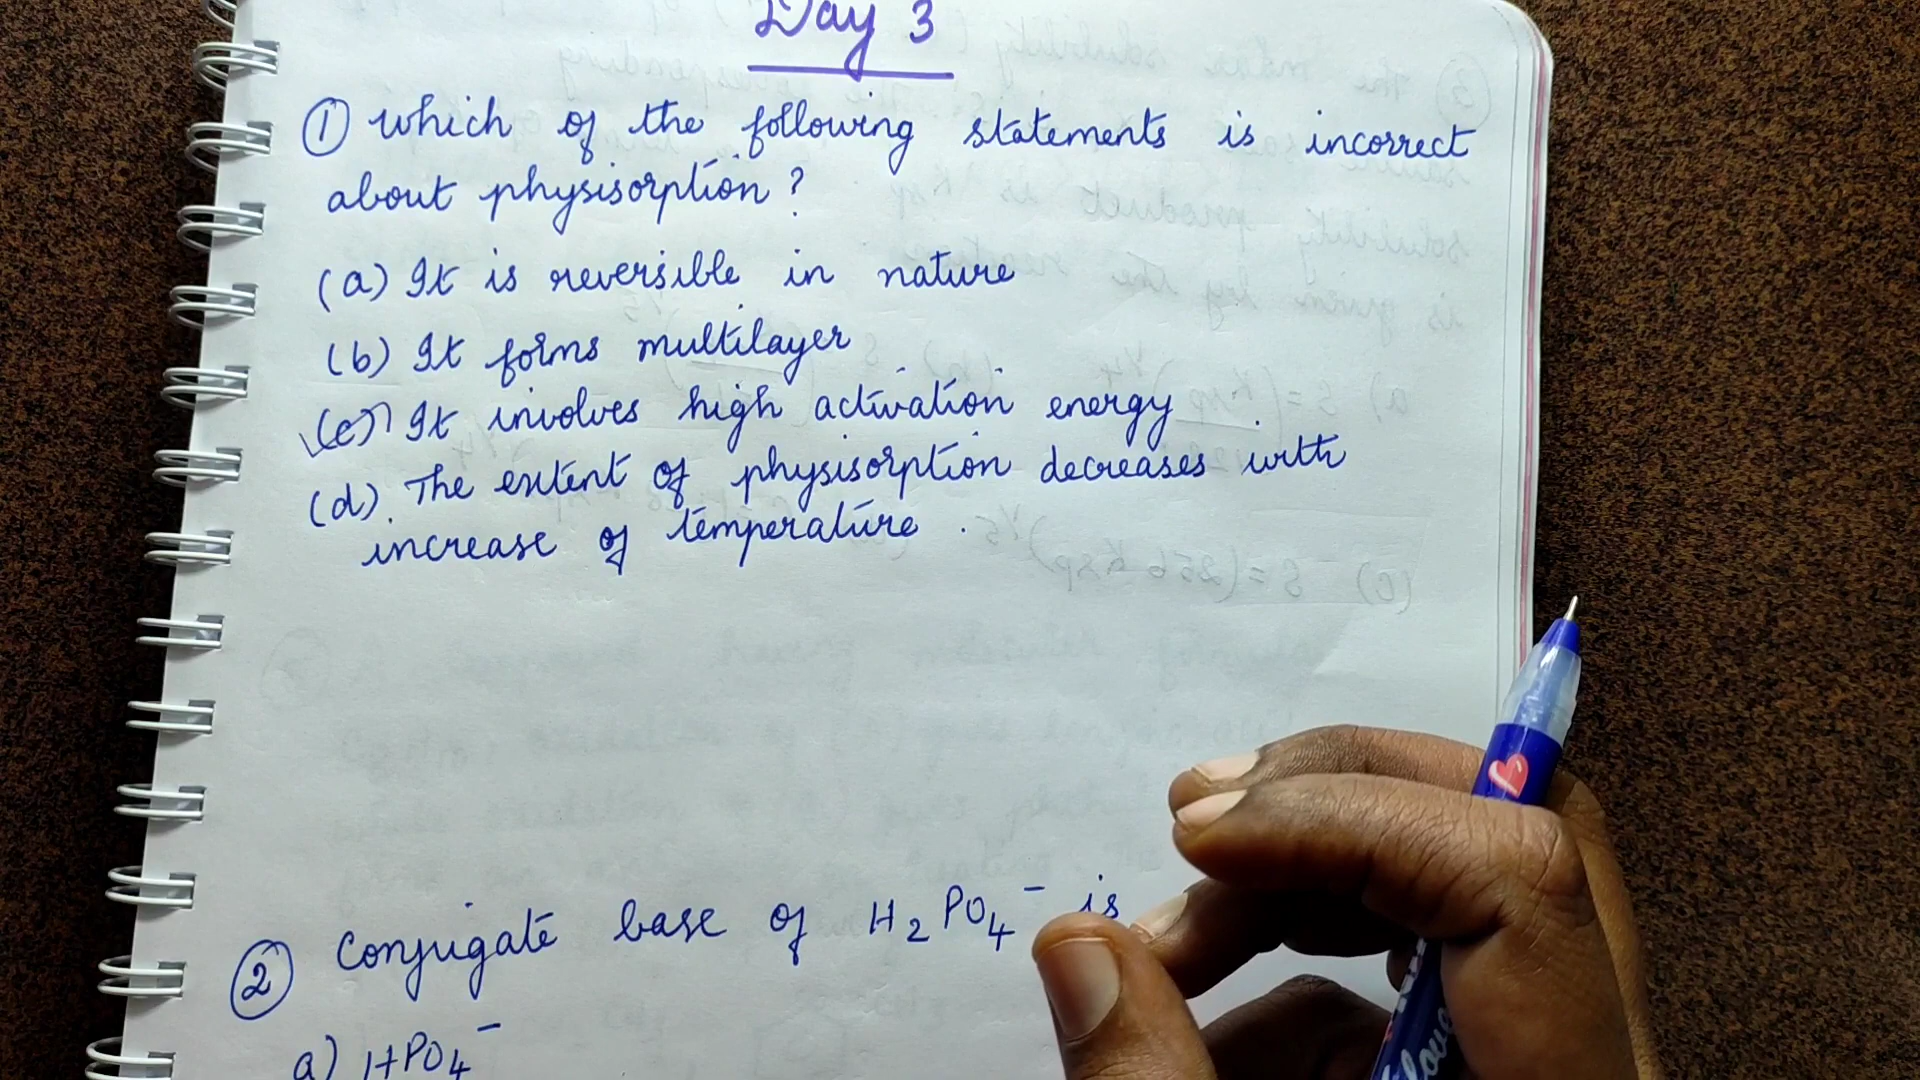 Day 3
① which of the following statements is incorrect
about physisorption?
(a) It is reversible in nature
(b) It forms multilayer
(c) It involves high activation energy
(d). The extent of physisorption decreases with
increase of temperature.
② Conjugate base of H₂PO₄⁻ is
a) HPO₄⁻